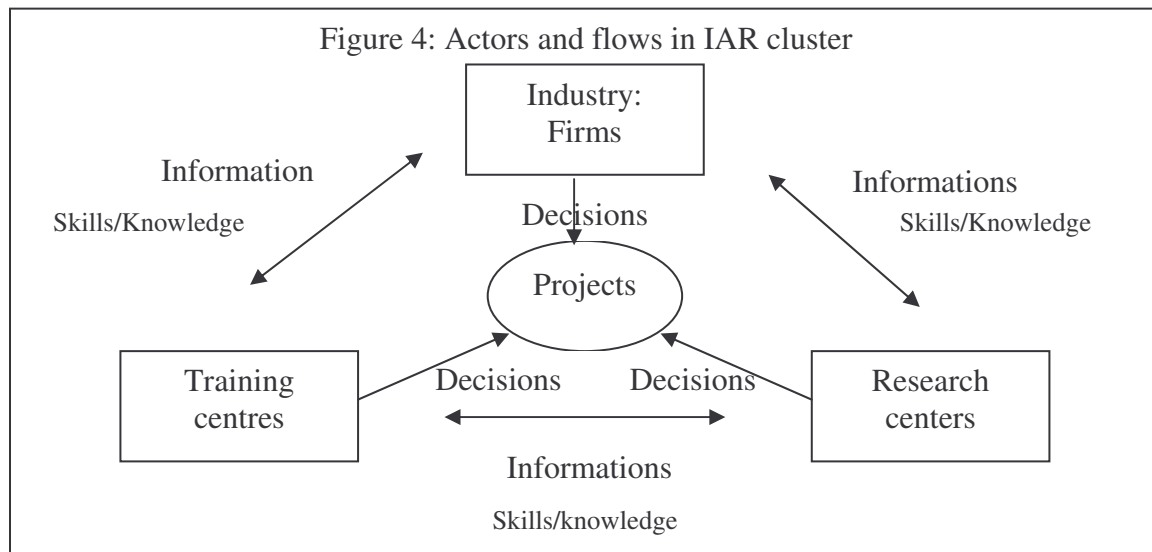 Figure 4: Actors and flows in IAR cluster
Industry:
Firms
Information
Skills/Knowledge
Informations
Skills/Knowledge
Decisions
Projects
Training
centres
Decisions
Decisions
Research
centers
Informations
Skills/knowledge